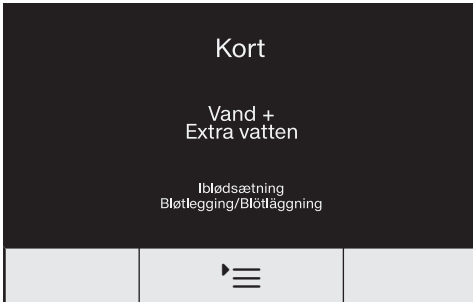 Kort
Vand +
Extra vatten
Iblødsætning
Bløtlegging/Blötläggning